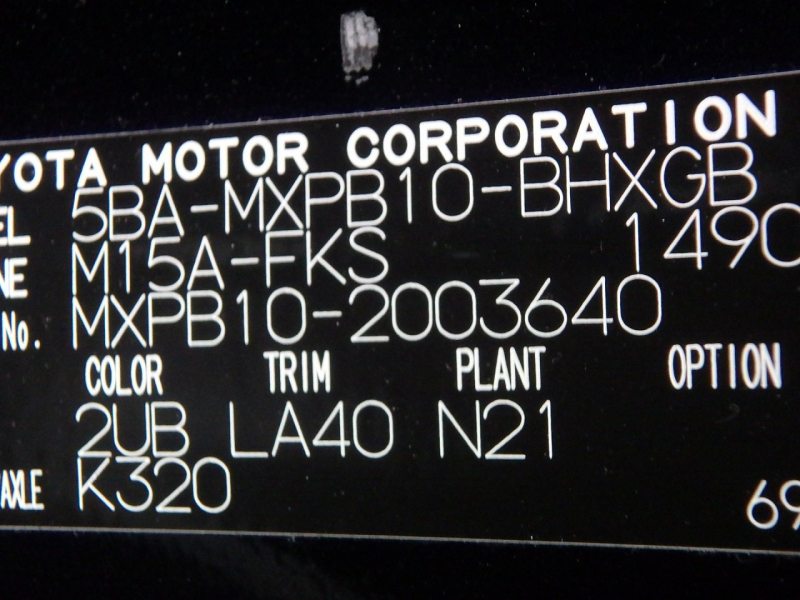 YOTA MOTOR CORPORATION
EL 5BA-MXPB10-BHXGB
NE M15A-FKS 1490
No. MXPB10-2003640
COLOR TRIM PLANT OPTION
2UB LA40 N21
AXLE K320
69